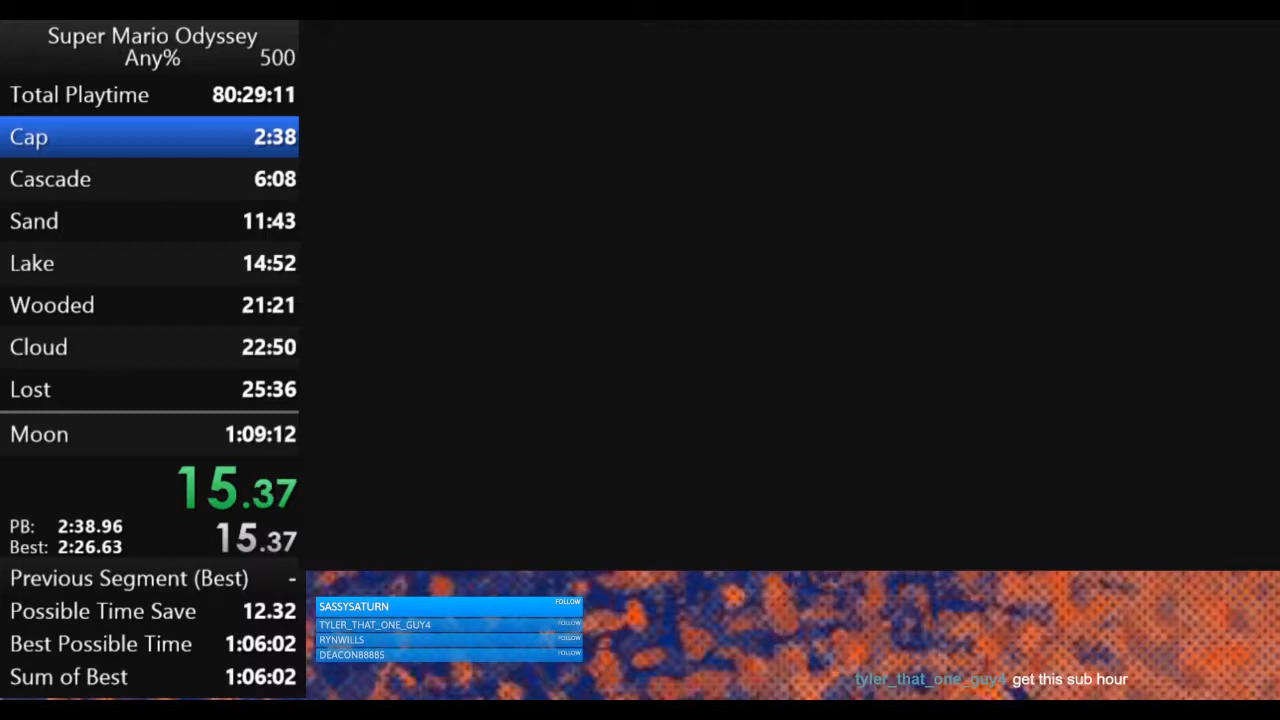 Super Mario Odyssey
Any% 500
Total Playtime 80:29:11
Cap 2:38
Cascade 6:08
Sand 11:43
Lake 14:52
Wooded 21:21
Cloud 22:50
Lost 25:36
Moon 1:09:12
15.37
PB: 2:38.96
Best: 2:26.63
15.37
Previous Segment (Best) -
Possible Time Save 12.32
Best Possible Time 1:06:02
Sum of Best 1:06:02
SASSYSATURN FOLLOW
TYLER_THAT_ONE_GUY4 FOLLOW
RYNWILLS FOLLOW
DEACON88885 FOLLOW
tyler_that_one_guy4 get this sub hour